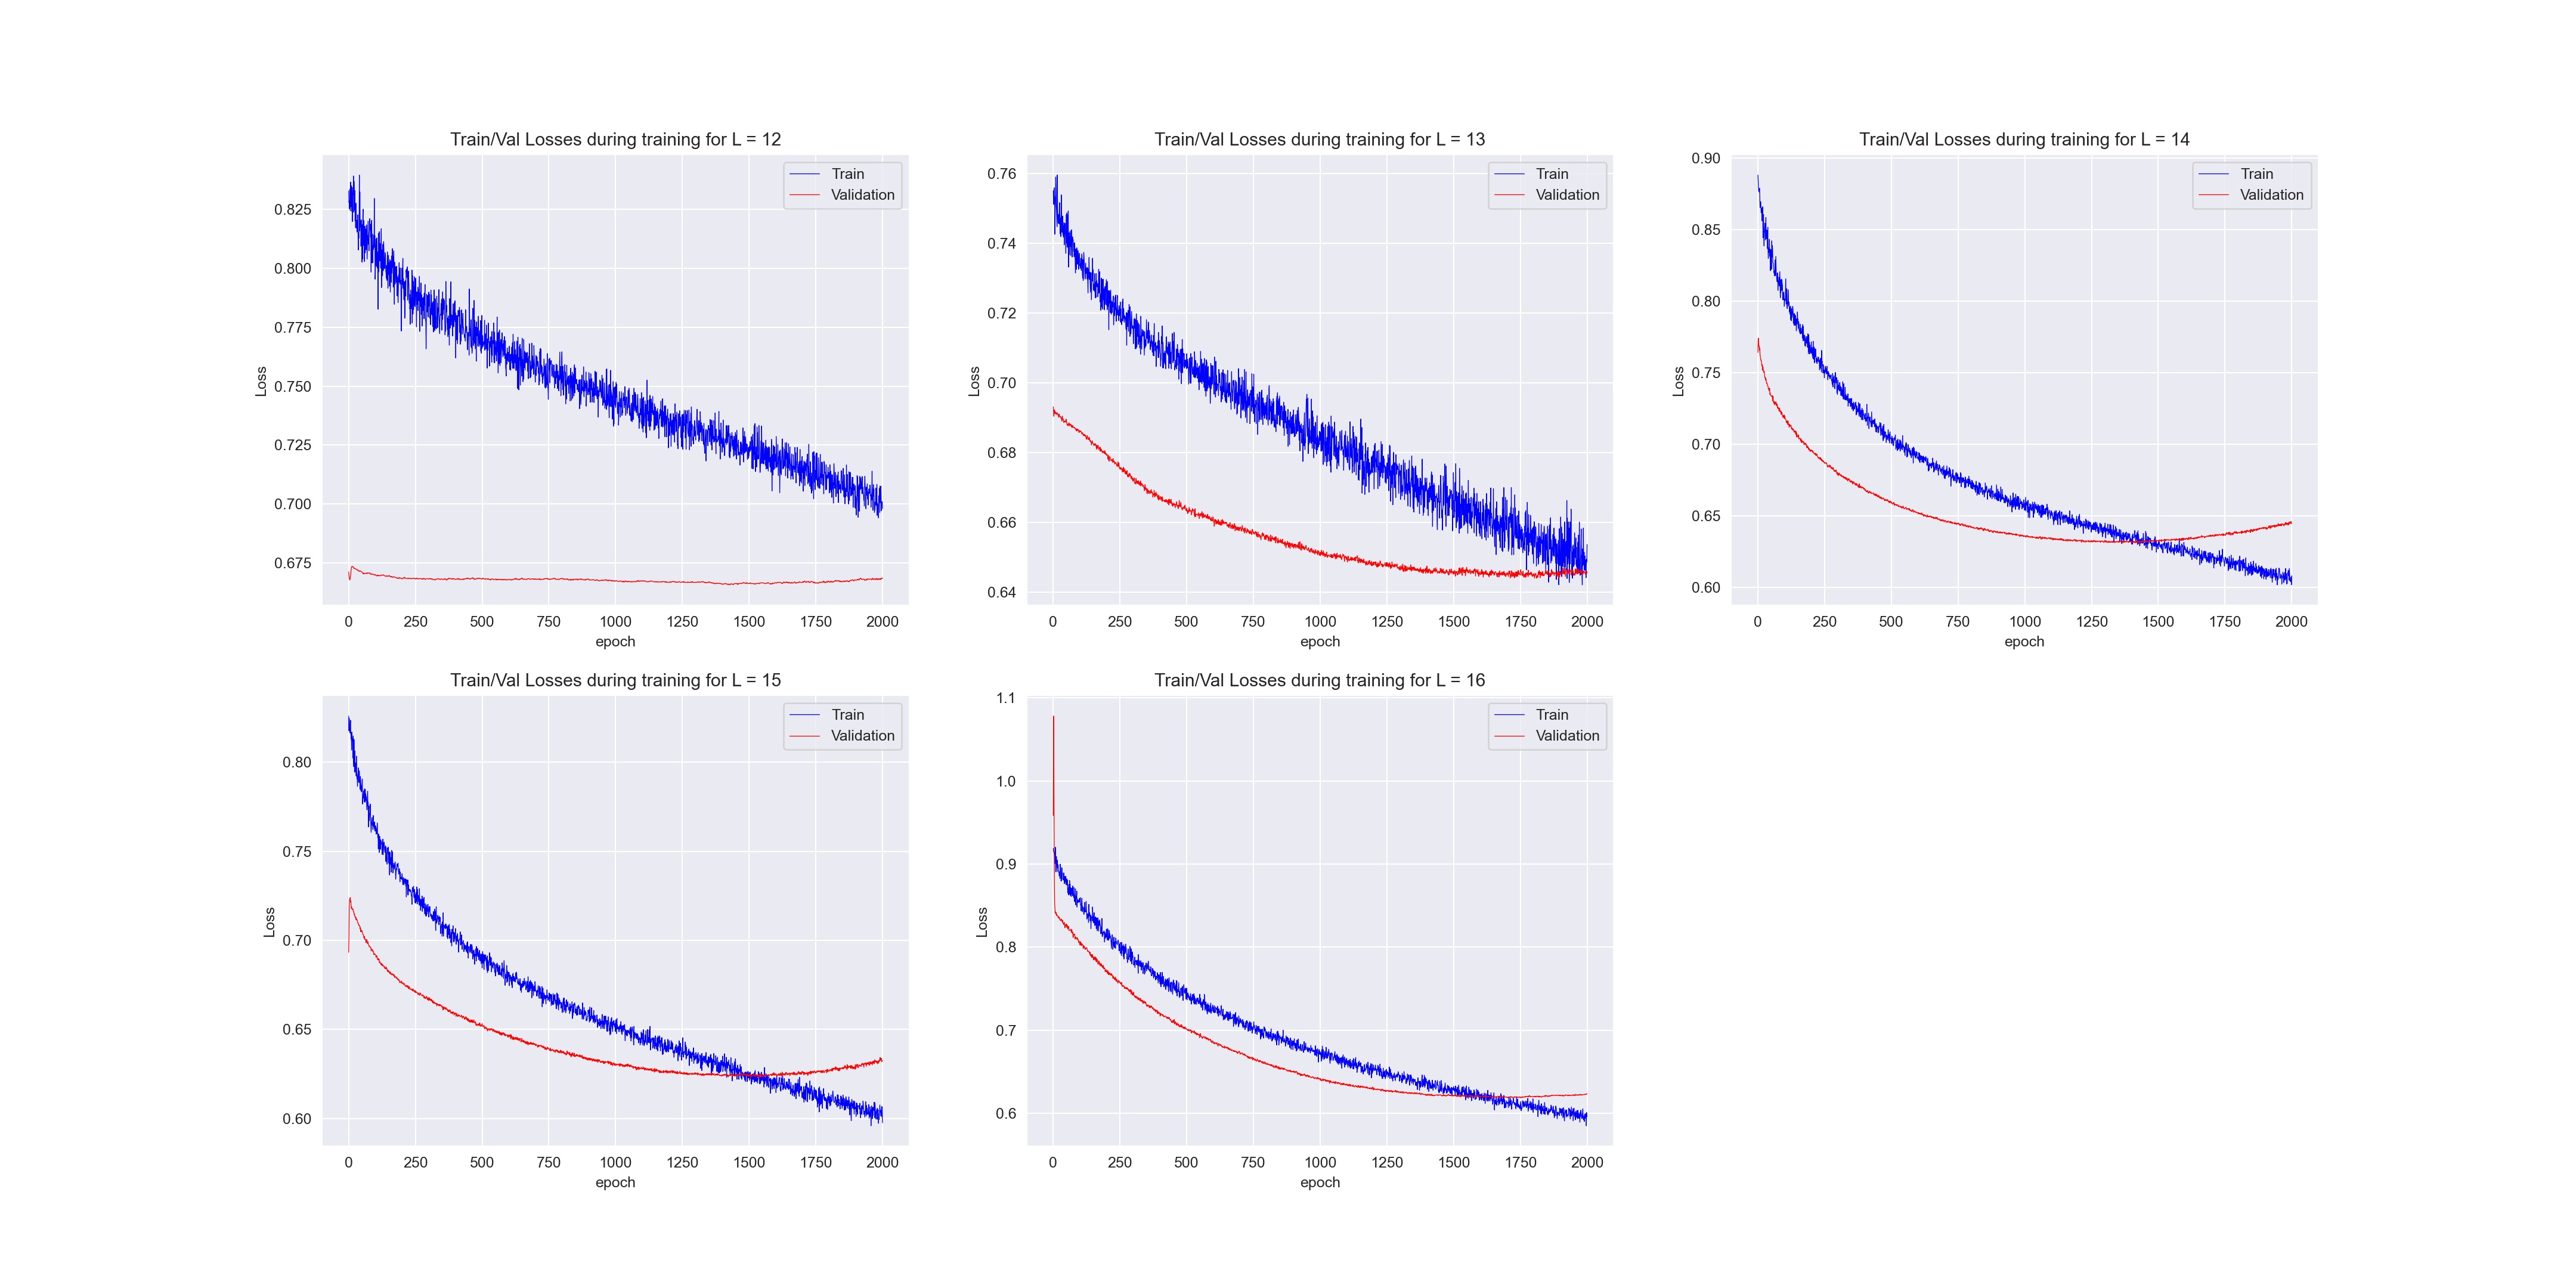 Train/Val Losses during training for L = 12
Train
Validation
0.825
0.800
0.775
0.750
0.725
0.700
0.675
Loss
0 250 500 750 1000 1250 1500 1750 2000
epoch
Train/Val Losses during training for L = 13
Train
Validation
0.76
0.74
0.72
0.70
0.68
0.66
0.64
Loss
0 250 500 750 1000 1250 1500 1750 2000
epoch
Train/Val Losses during training for L = 14
Train
Validation
0.90
0.85
0.80
0.75
0.70
0.65
0.60
Loss
0 250 500 750 1000 1250 1500 1750 2000
epoch
Train/Val Losses during training for L = 15
Train
Validation
0.80
0.75
0.70
0.65
0.60
Loss
0 250 500 750 1000 1250 1500 1750 2000
epoch
Train/Val Losses during training for L = 16
Train
Validation
1.1
1.0
0.9
0.8
0.7
0.6
Loss
0 250 500 750 1000 1250 1500 1750 2000
epoch